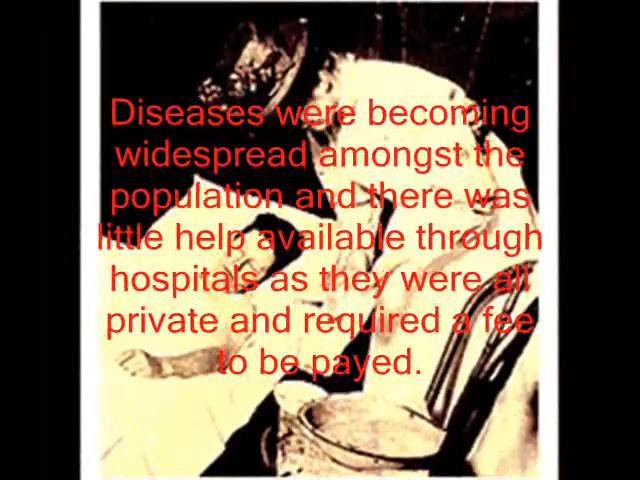 Diseases were becoming
widespread amongst the
population and there was
little help available through
hospitals as they were all
private and required a fee
to be payed.